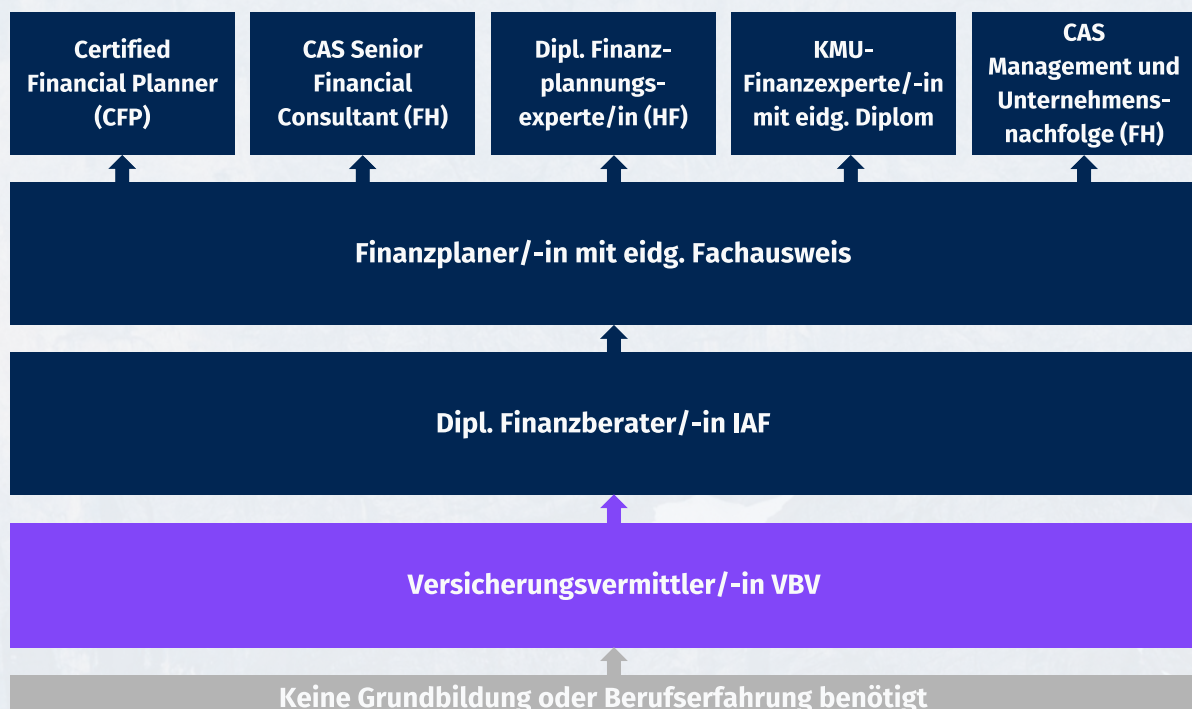 Certified
Financial Planner
(CFP)
CAS Senior
Financial
Consultant (FH)
Dipl. Finanz-
plannungs-
experte/in (HF)
KMU-
Finanzexperte/-in
mit eidg. Diplom
CAS
Management und
Unternehmens-
nachfolge (FH)
Finanzplaner/-in mit eidg. Fachausweis
Dipl. Finanzberater/-in IAF
Versicherungsvermittler/-in VBV
Keine Grundbildung oder Berufserfahrung benötigt